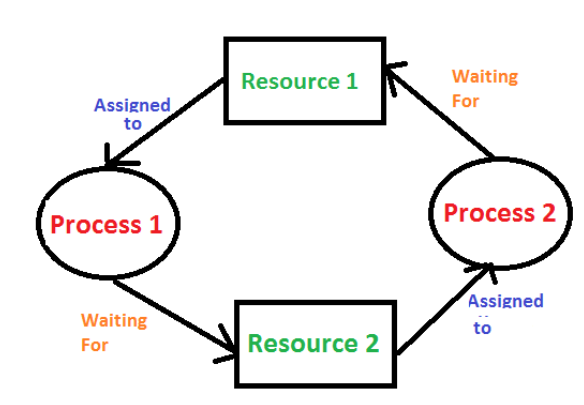 Resource 1
Waiting
For
Assigned
to
Process 1
Process 2
Waiting
For
Resource 2
Assigned
to